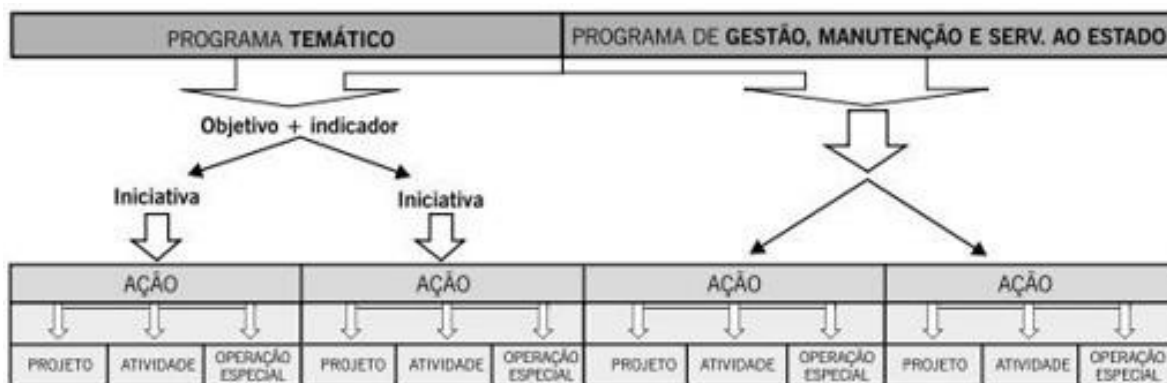 PROGRAMA TEMÁTICO
PROGRAMA DE GESTÃO, MANUTENÇÃO E SERV. AO ESTADO
Objetivo + indicador
Iniciativa
Iniciativa
AÇÃO
AÇÃO
AÇÃO
AÇÃO
PROJETO
ATIVIDADE
OPERAÇÃO
ESPECIAL
PROJETO
ATIVIDADE
OPERAÇÃO
ESPECIAL
PROJETO
ATIVIDADE
OPERAÇÃO
ESPECIAL
PROJETO
ATIVIDADE
OPERAÇÃO
ESPECIAL